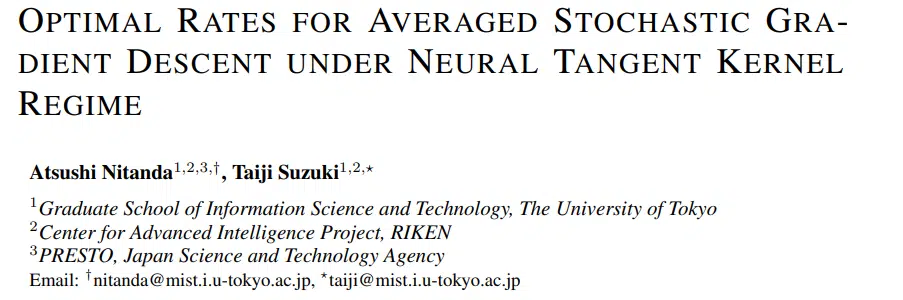 OPTIMAL RATES FOR AVERAGED STOCHASTIC GRA-
DIENT DESCENT UNDER NEURAL TANGENT KERNEL
REGIME
Atsushi Nitanda1,2,3,†, Taiji Suzuki1,2,⋆
1Graduate School of Information Science and Technology, The University of Tokyo
2Center for Advanced Intelligence Project, RIKEN
3PRESTO, Japan Science and Technology Agency
Email: †nitanda@mist.i.u-tokyo.ac.jp, ⋆taiji@mist.i.u-tokyo.ac.jp